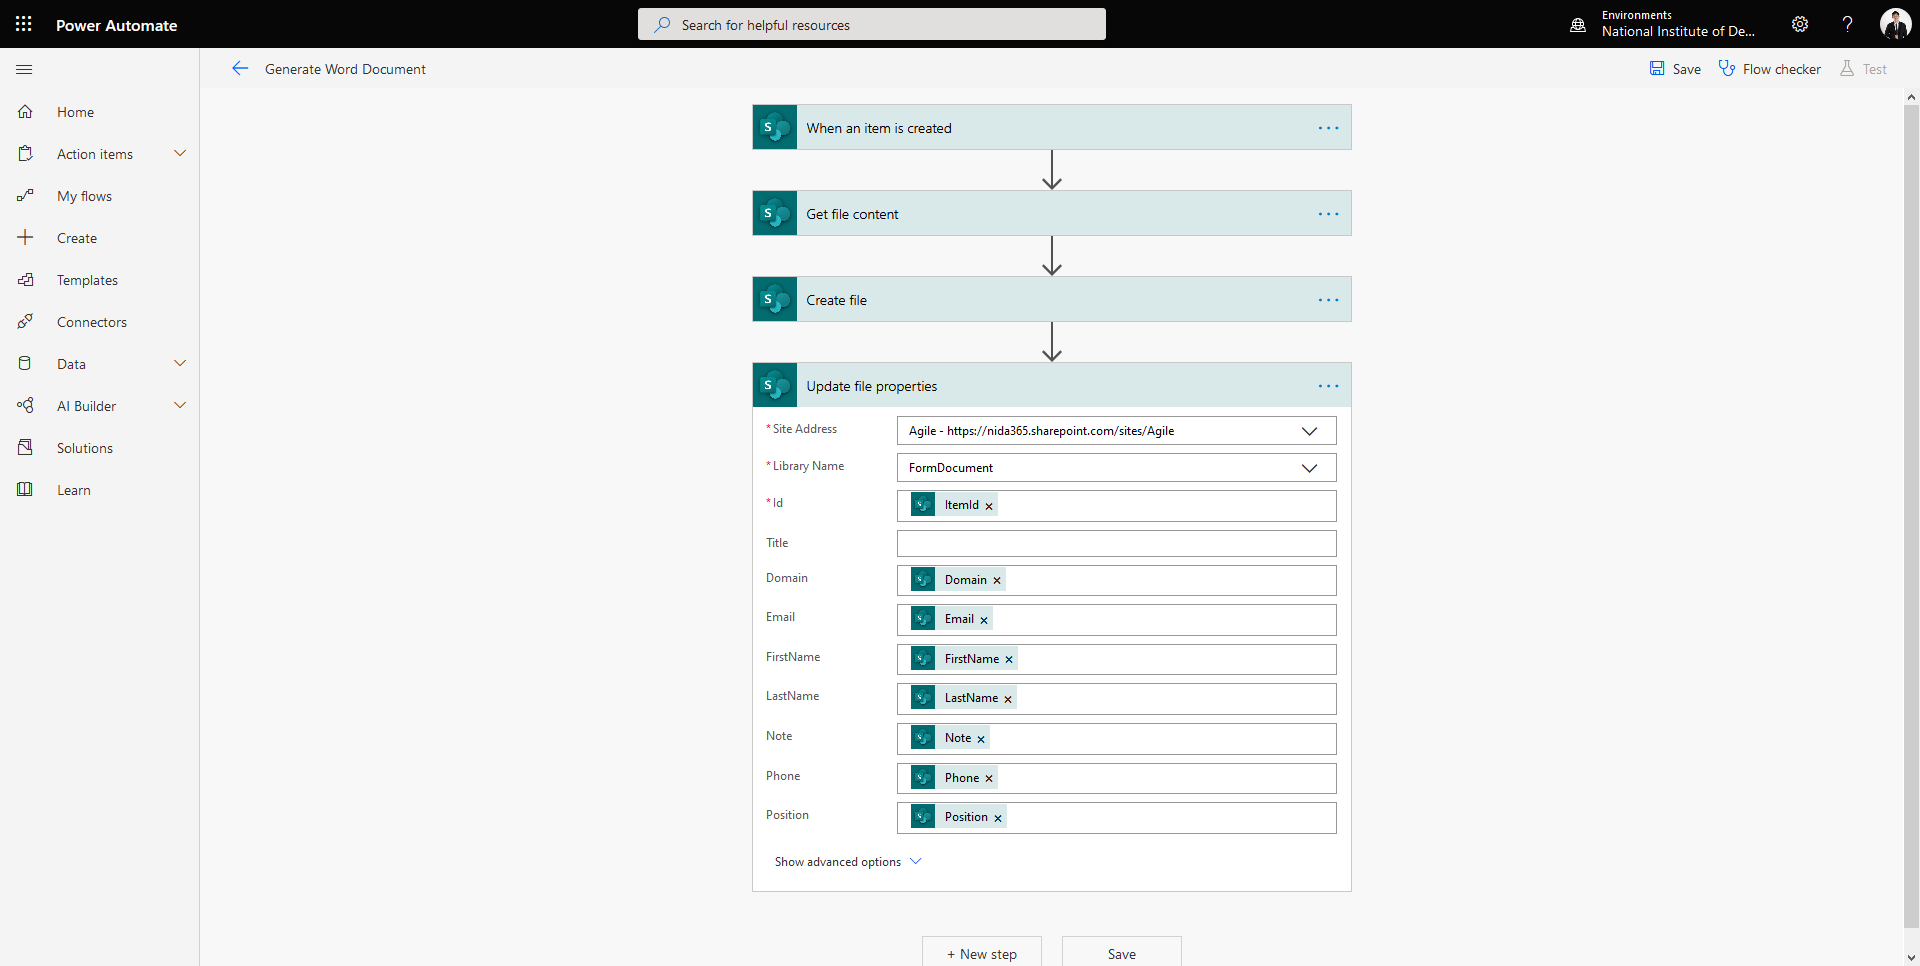 Power Automate
Search for helpful resources
Environments
National Institute of De...
?
Generate Word Document
Save
Flow checker
Test
Home
Action items
My flows
Create
Templates
Connectors
Data
AI Builder
Solutions
Learn
S
When an item is created
S
Get file content
S
Create file
S
Update file properties
* Site Address
Agile - https://nida365.sharepoint.com/sites/Agile
* Library Name
FormDocument
* Id
ItemId ×
Title
Domain
Domain ×
Email
Email ×
FirstName
FirstName ×
LastName
LastName ×
Note
Note ×
Phone
Phone ×
Position
Position ×
Show advanced options
+ New step
Save